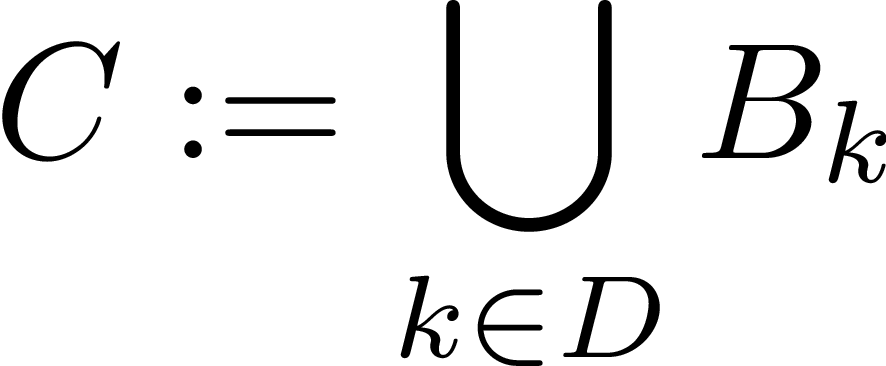 C := ⋃_{k∈D} B_k